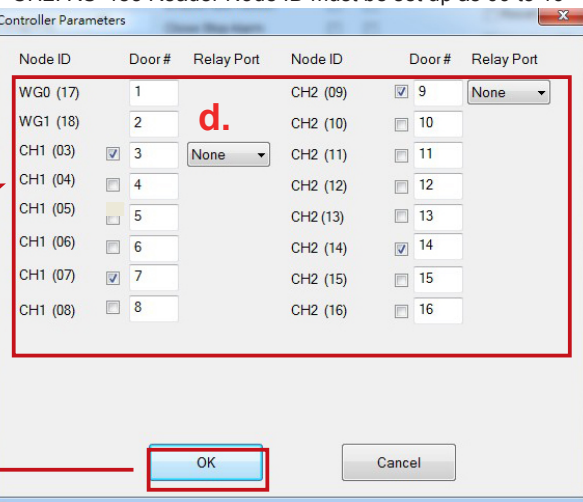 Controller Parameters
Node ID Door # Relay Port Node ID Door # Relay Port
WG0 (17) 1 CH2 (09) 9 None
WG1 (18) 2 d. CH2 (10) 10
CH1 (03) 3 None CH2 (11) 11
CH1 (04) 4 CH2 (12) 12
CH1 (05) 5 CH2 (13) 13
CH1 (06) 6 CH2 (14) 14
CH1 (07) 7 CH2 (15) 15
CH1 (08) 8 CH2 (16) 16
OK Cancel